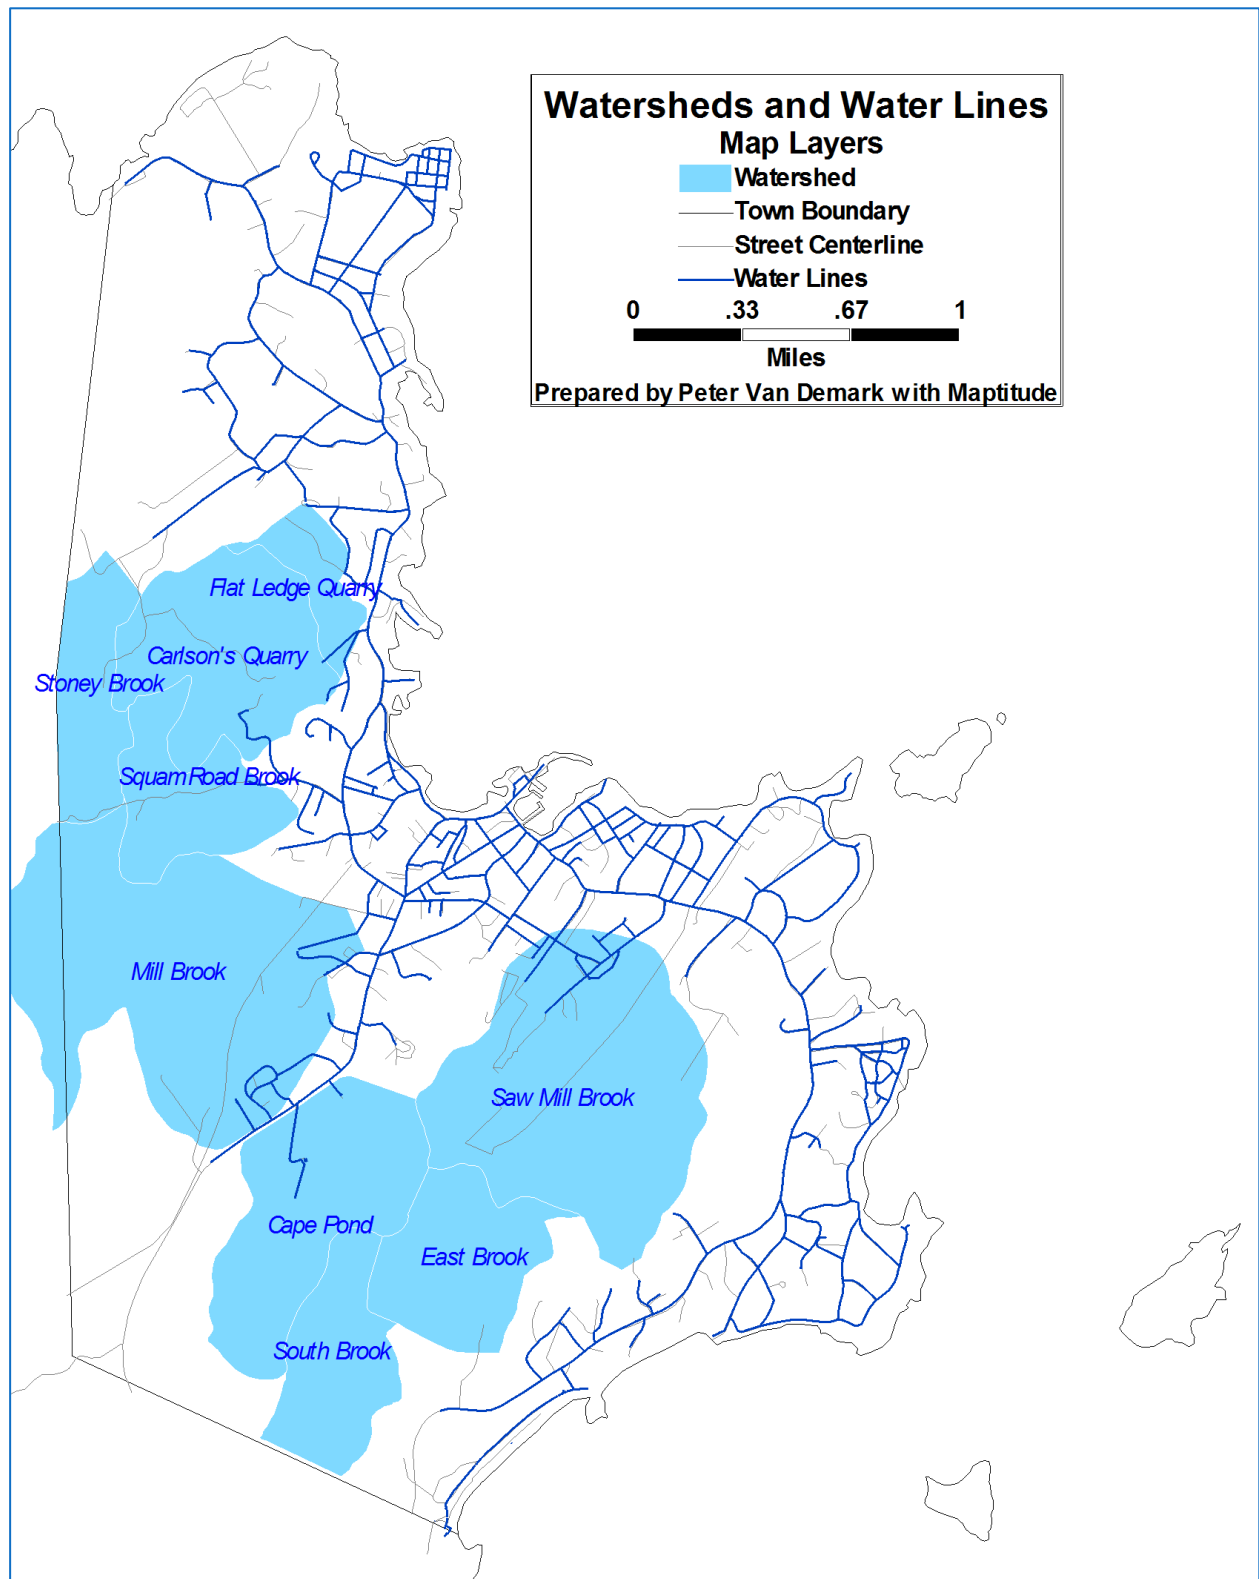 Watersheds and Water Lines
Map Layers
Watershed
Town Boundary
Street Centerline
Water Lines
0 .33 .67 1
Miles
Prepared by Peter Van Demark with Maptitude
Flat Ledge Quarry
Carlson's Quarry
Stoney Brook
Squam Road Brook
Mill Brook
Saw Mill Brook
Cape Pond
East Brook
South Brook